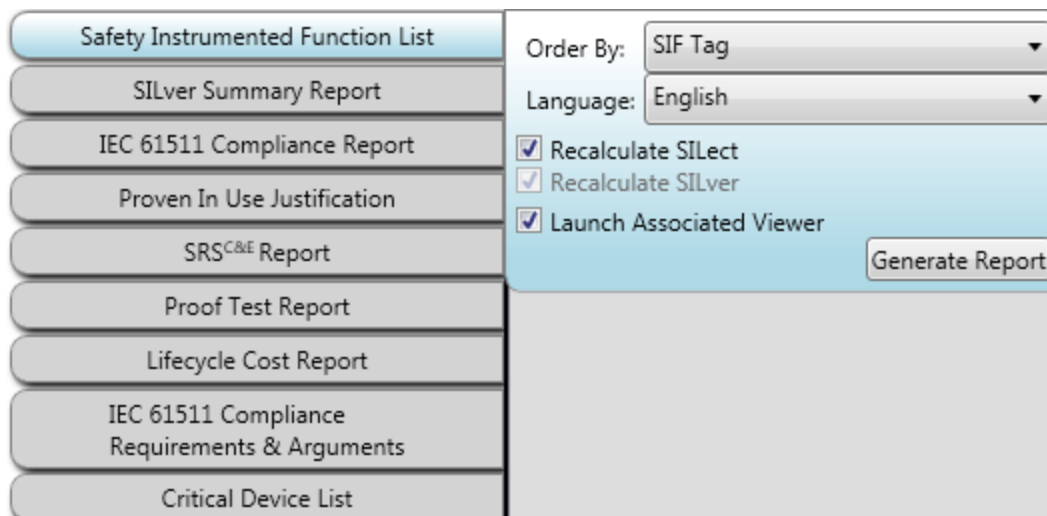 Safety Instrumented Function List
SILver Summary Report
IEC 61511 Compliance Report
Proven In Use Justification
SRSC&E Report
Proof Test Report
Lifecycle Cost Report
IEC 61511 Compliance
Requirements & Arguments
Critical Device List
Order By: SIF Tag
Language: English
Recalculate SILect
Recalculate SILver
Launch Associated Viewer
Generate Report